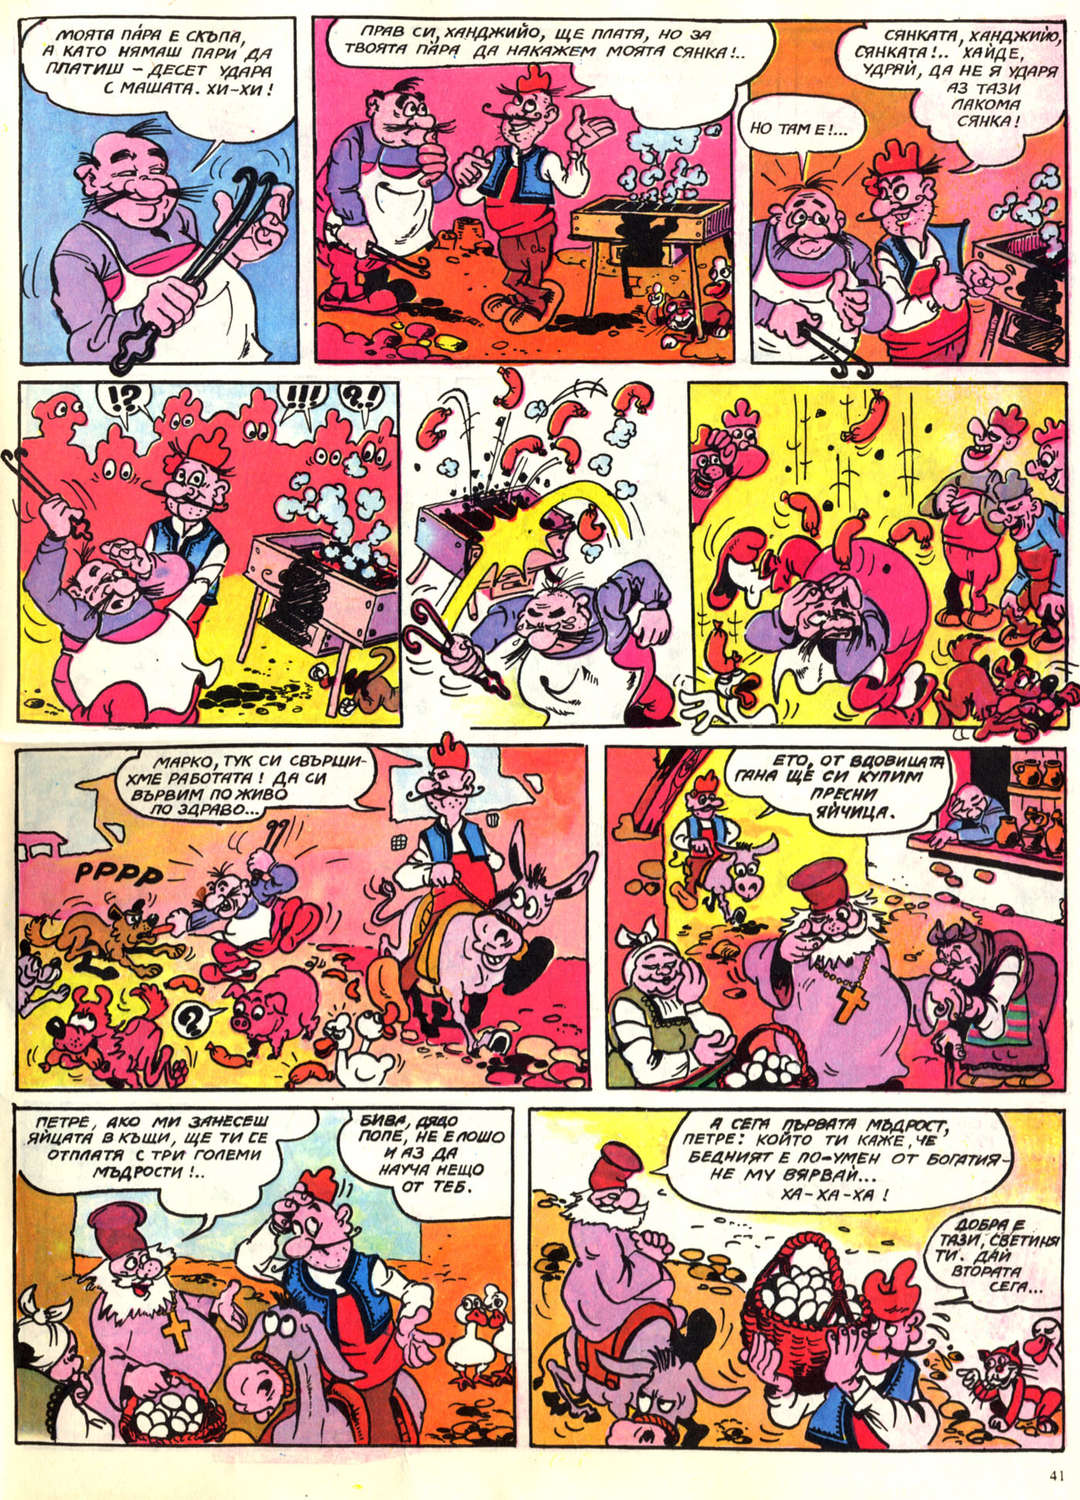 МОЯТА ПА́РА Е СКЪПА,
А КАТО НЯМАШ ПАРИ́ ДА
ПЛАТИШ – ДЕСЕТ УДАРА
С МАШАТА. ХИ-ХИ!
ПРАВ СИ, ХАНДЖИЙО, ЩЕ ПЛАТЯ, НО ЗА
ТВОЯТА ПА́РА ДА НАКАЖЕМ МОЯТА СЯНКА!..
СЯНКАТА, ХАНДЖИЙО,
СЯНКАТА!.. ХАЙДЕ,
УДРЯЙ, ДА НЕ Я УДАРЯ
АЗ ТАЗИ
ЛАКОМА
СЯНКА!
НО ТАМ Е!...
!?
!!!
?!
МАРКО, ТУК СИ СВЪРШИ-
ХМЕ РАБОТАТА! ДА СИ
ВЪРВИМ ПО ЖИВО
ПО ЗДРАВО...
РРРР
?
ЕТО, ОТ ВДОВИЦАТА
ГАНА ЩЕ СИ КУПИМ
ПРЕСНИ
ЯЙЧИЦА.
ПЕТРЕ, АКО МИ ЗАНЕСЕШ
ЯЙЦАТА В КЪЩИ, ЩЕ ТИ СЕ
ОТПЛАТЯ С ТРИ ГОЛЕМИ
МЪДРОСТИ!..
БИВА, ДЯДО
ПОПЕ, НЕ Е ЛОШО
И АЗ ДА
НАУЧА НЕЩО
ОТ ТЕБ.
А СЕГА ПЪРВАТА МЪДРОСТ,
ПЕТРЕ: КОЙТО ТИ КАЖЕ, ЧЕ
БЕДНИЯТ Е ПО-УМЕН ОТ БОГАТИЯ –
НЕ МУ ВЯРВАЙ...
ХА-ХА-ХА!
ДОБРА Е
ТАЗИ, СВЕТИНЯ
ТИ. ДАЙ
ВТОРАТА
СЕГА...
41